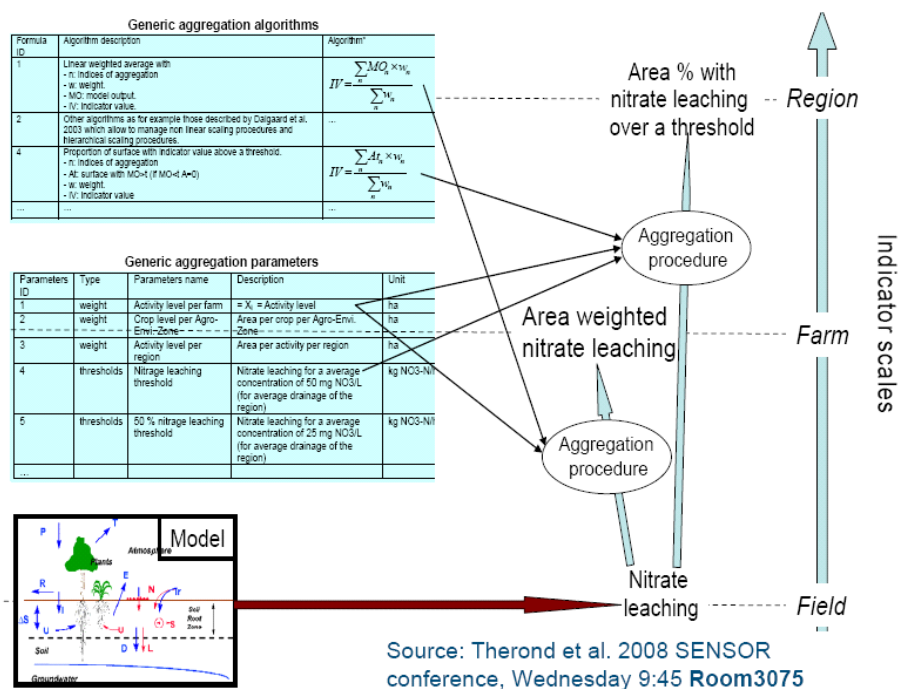 Generic aggregation algorithms
Formula ID
Algorithm description
Algorithm*
1
Linear weighted average with
- n: indices of aggregation
- w: weight.
- MO: model output.
- IV: Indicator value.
IV = ∑n MOn × wn / ∑n wn
2
Other algorithms as for example those described by Dalgaard et al.
2003 which allow to manage non linear scaling procedures and
hierarchical scaling procedures.
...
4
Proportion of surface with indicator value above a threshold.
- n: indices of aggregation
- At: surface with MO>t (if MO<t A=0)
- w: weight.
- IV: Indicator value
IV = ∑n Atn × wn / ∑n wn
...
...
...
Generic aggregation parameters
Parameters ID
Type
Parameters name
Description
Unit
1
weight
Activity level per farm
= Xi = Activity level
ha
2
weight
Crop level per Agro-
Envi. Zone
Area per crop per Agro-Envi.
Zone
ha
3
weight
Activity level per
region
Area per activity per region
ha
4
thresholds
Nitrage leaching
threshold
Nitrate leaching for a average
concentration of 50 mg NO3/L
(for average drainage of the
region)
kg NO3-N/h
5
thresholds
50 % nitrage leaching
threshold
Nitrate leaching for a average
concentration of 25 mg NO3/L
(for average drainage of the
region)
kg NO3-N/h
...
Area % with
nitrate leaching
over a threshold
Region
Aggregation
procedure
Area weighted
nitrate leaching
Farm
Aggregation
procedure
Nitrate
leaching
Field
Indicator scales
Model
P
T
Atmosphere
Plants
R
I
E
N
Ir
ΔS
U
U
-s
Soil
Root
Zone
D
L
Soil
Groundwater
Source: Therond et al. 2008 SENSOR
conference, Wednesday 9:45 Room3075